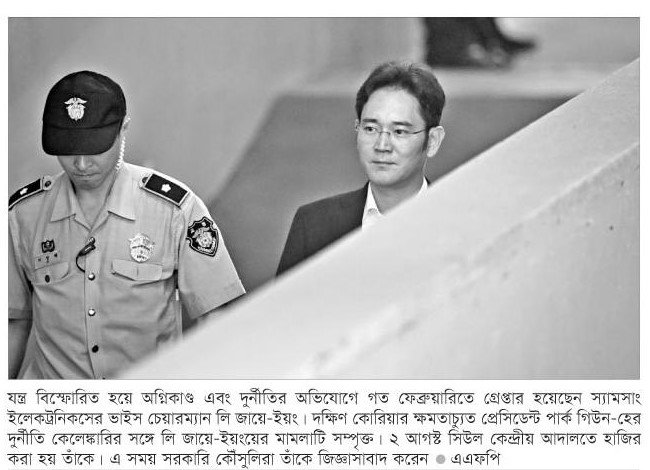 যন্ত্র বিস্ফোরিত হয়ে অগ্নিকাণ্ড এবং দুর্নীতির অভিযোগে গত ফেব্রুয়ারিতে গ্রেপ্তার হয়েছেন স্যামসাং
ইলেকট্রনিকসের ভাইস চেয়ারম্যান লি জায়ে-ইয়ং। দক্ষিণ কোরিয়ার ক্ষমতাচ্যুত প্রেসিডেন্ট পার্ক গিউন-হের
দুর্নীতি কেলেঙ্কারির সঙ্গে লি জায়ে-ইয়ংয়ের মামলাটি সম্পৃক্ত। ২ আগস্ট সিউল কেন্দ্রীয় আদালতে হাজির
করা হয় তাঁকে। এ সময় সরকারি কৌঁসুলিরা তাঁকে জিজ্ঞাসাবাদ করেন ● এএফপি